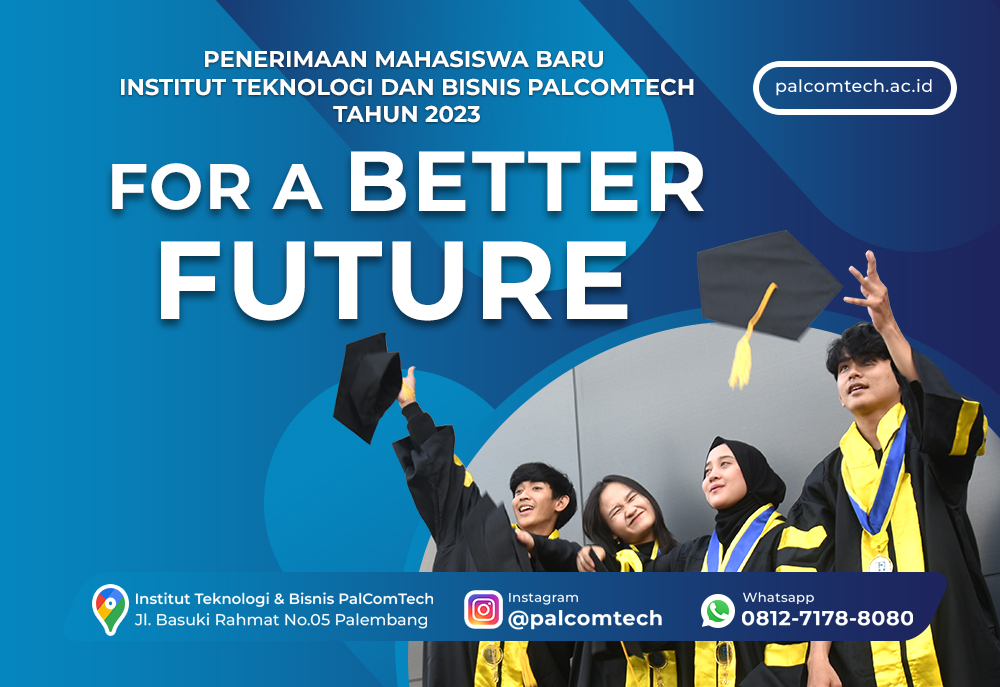 PENERIMAAN MAHASISWA BARU
INSTITUT TEKNOLOGI DAN BISNIS PALCOMTECH
TAHUN 2023
palcomtech.ac.id
FOR A BETTER
FUTURE
Institut Teknologi & Bisnis PalComTech
Jl. Basuki Rahmat No.05 Palembang
Instagram
@palcomtech
Whatsapp
0812-7178-8080